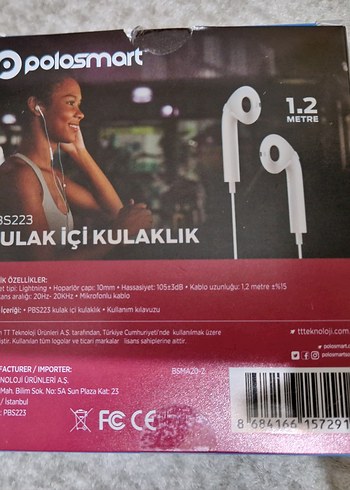 polosmart
1.2
METRE
BS223
ULAK İÇİ KULAKLIK
İK ÖZELLİKLER:
et tipi: Lightning • Hoparlör çapı: 10mm • Hassasiyet: 105±3dB • Kablo uzunluğu: 1,2 metre ±%15
ans aralığı: 20Hz- 20KHz • Mikrofonlu kablo
İçeriği: • PBS223 kulak içi kulaklık • Kullanım kılavuzu
n TT Teknoloji Ürünleri A.Ş. tarafından, Türkiye Cumhuriyeti'nde kullanılmak üzere
iştir. Kullanılan tüm logolar ve ticari markalar lisans sahiplerine aittir.
ttteknoloji.com.
polosmartc
polosmar
FACTURER / IMPORTER:
NOLOJİ ÜRÜNLERİ A.Ş.
Mah. Bilim Sok. No: 5A Sun Plaza Kat: 23
/ İstanbul
: PBS223
BSMA20-2
FC CE
8 684166 157291